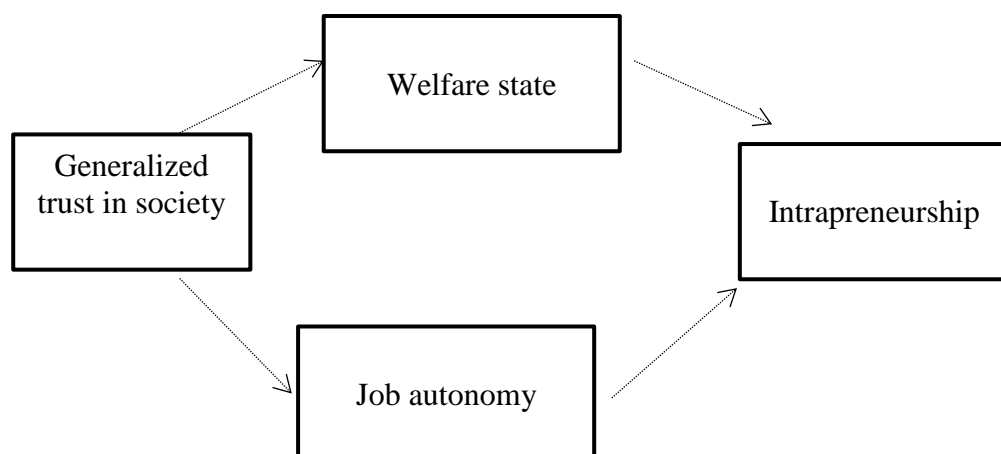 Welfare state
Generalized
trust in society
Intrapreneurship
Job autonomy